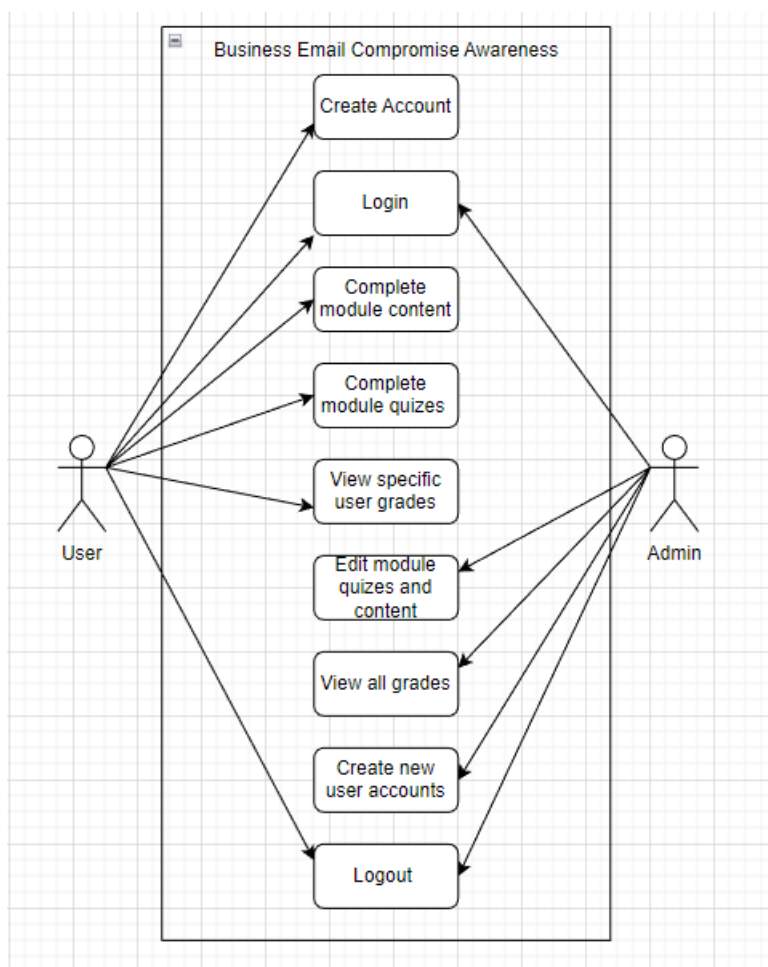 Business Email Compromise Awareness
Create Account
Login
Complete
module content
Complete
module quizes
View specific
user grades
User
Admin
Edit module
quizes and
content
View all grades
Create new
user accounts
Logout